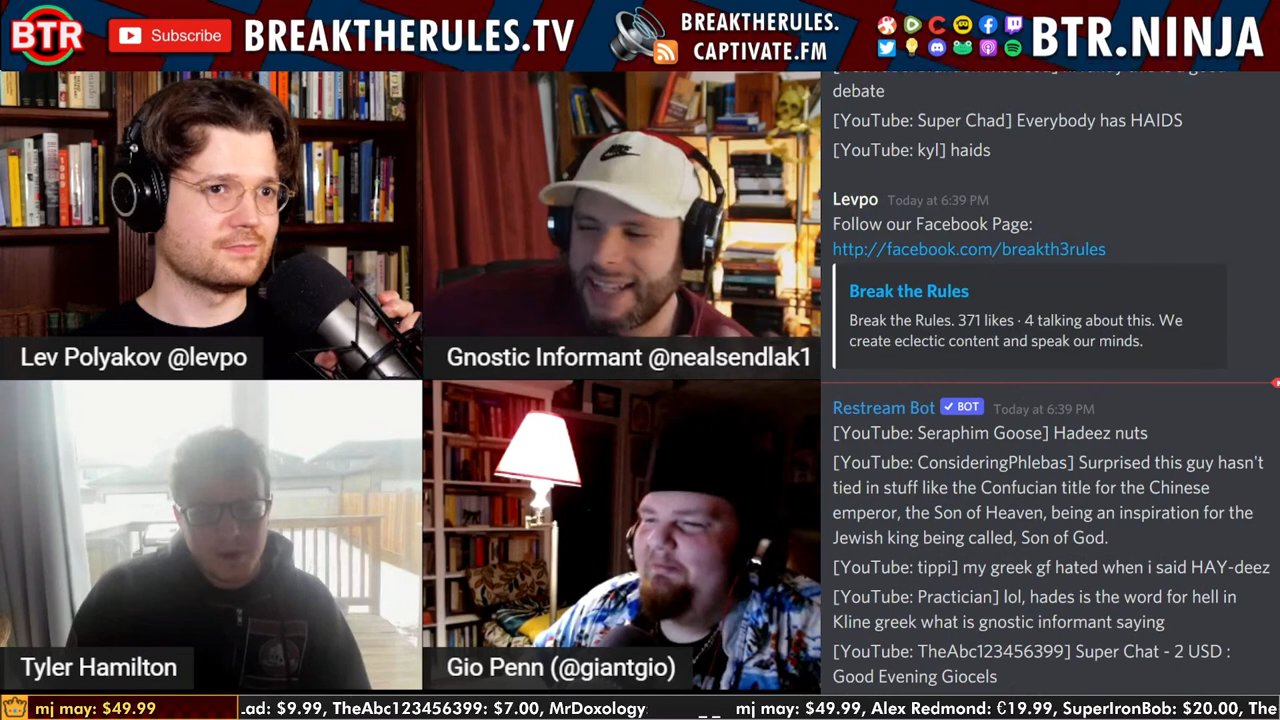 BTR
Subscribe
BREAKTHERULES.TV
BREAKTHERULES.
CAPTIVATE.FM
BTR.NINJA
debate
[YouTube: Super Chad] Everybody has HAIDS
[YouTube: kyl] haids
Levpo Today at 6:39 PM
Follow our Facebook Page:
http://facebook.com/breakth3rules
Break the Rules
Break the Rules. 371 likes · 4 talking about this. We
create eclectic content and speak our minds.
Restream Bot ✓ BOT Today at 6:39 PM
[YouTube: Seraphim Goose] Hadeez nuts
[YouTube: ConsideringPhlebas] Surprised this guy hasn't
tied in stuff like the Confucian title for the Chinese
emperor, the Son of Heaven, being an inspiration for the
Jewish king being called, Son of God.
[YouTube: tippi] my greek gf hated when i said HAY-deez
[YouTube: Practician] lol, hades is the word for hell in
Kline greek what is gnostic informant saying
[YouTube: TheAbc123456399] Super Chat - 2 USD :
Good Evening Giocels
Lev Polyakov @levpo
Gnostic Informant @nealsendlak1
Tyler Hamilton
Gio Penn (@giantgio)
mj may: $49.99
.ad: $9.99, TheAbc123456399: $7.00, MrDoxology
mj may: $49.99, Alex Redmond: €19.99, SuperIronBob: $20.00, The